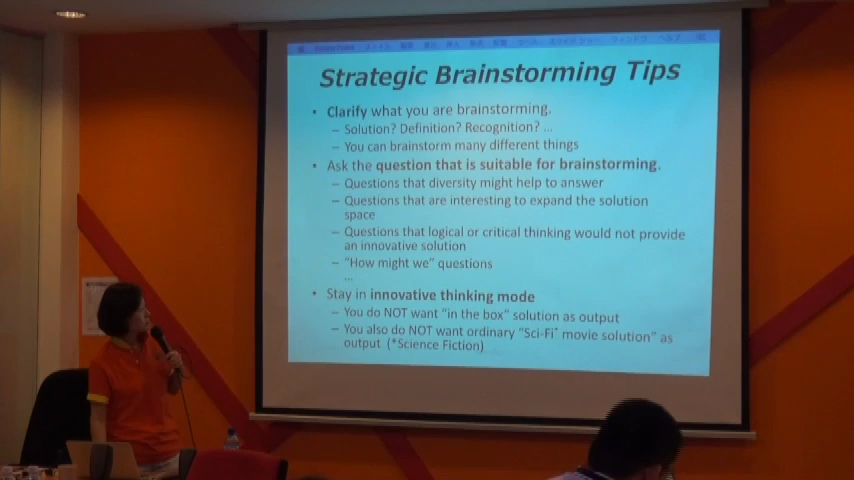 Strategic Brainstorming Tips
• Clarify what you are brainstorming.
– Solution? Definition? Recognition? ...
– You can brainstorm many different things
• Ask the question that is suitable for brainstorming.
– Questions that diversity might help to answer
– Questions that are interesting to expand the solution
space
– Questions that logical or critical thinking would not provide
an innovative solution
– "How might we" questions
...
• Stay in innovative thinking mode
– You do NOT want "in the box" solution as output
– You also do NOT want ordinary "Sci-Fi* movie solution" as
output (*Science Fiction)